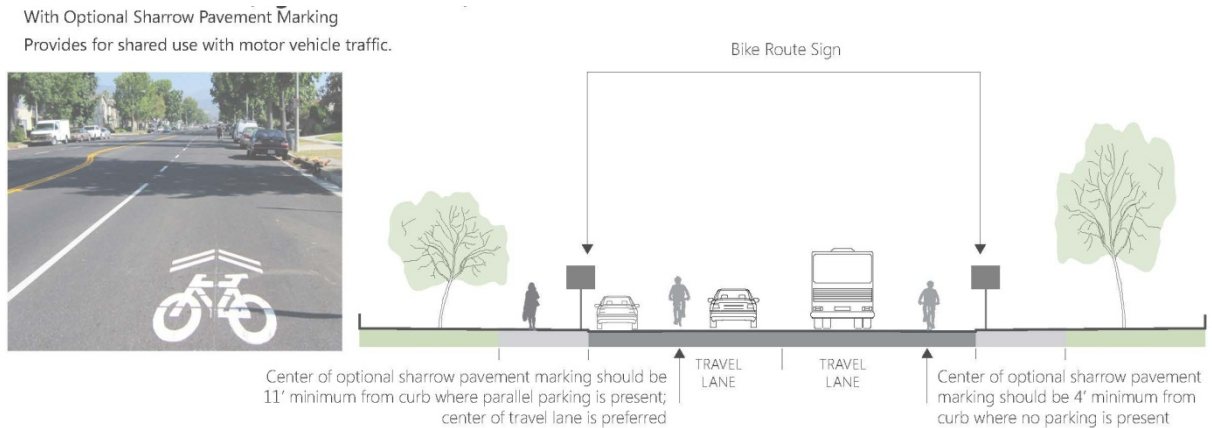 With Optional Sharrow Pavement Marking
Provides for shared use with motor vehicle traffic.
Bike Route Sign
TRAVEL
LANE
TRAVEL
LANE
Center of optional sharrow pavement marking should be
11' minimum from curb where parallel parking is present;
center of travel lane is preferred
Center of optional sharrow pavement
marking should be 4' minimum from
curb where no parking is present